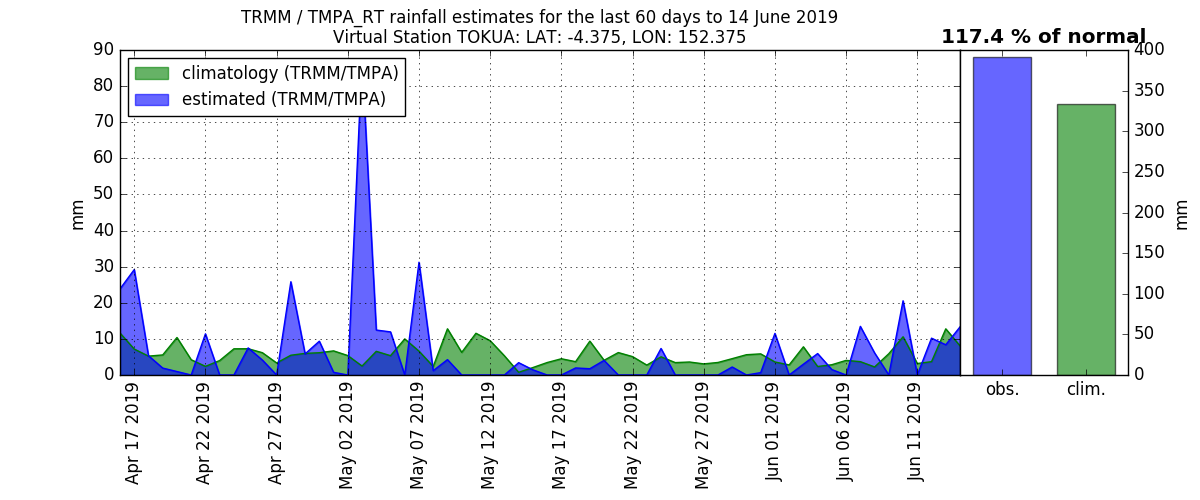 TRMM / TMPA_RT rainfall estimates for the last 60 days to 14 June 2019
Virtual Station TOKUA: LAT: -4.375, LON: 152.375
117.4 % of normal
climatology (TRMM/TMPA)
estimated (TRMM/TMPA)
mm
90
80
70
60
50
40
30
20
10
0
Apr 17 2019
Apr 22 2019
Apr 27 2019
May 02 2019
May 07 2019
May 12 2019
May 17 2019
May 22 2019
May 27 2019
Jun 01 2019
Jun 06 2019
Jun 11 2019
obs.
clim.
400
350
300
250
200
150
100
50
0
mm